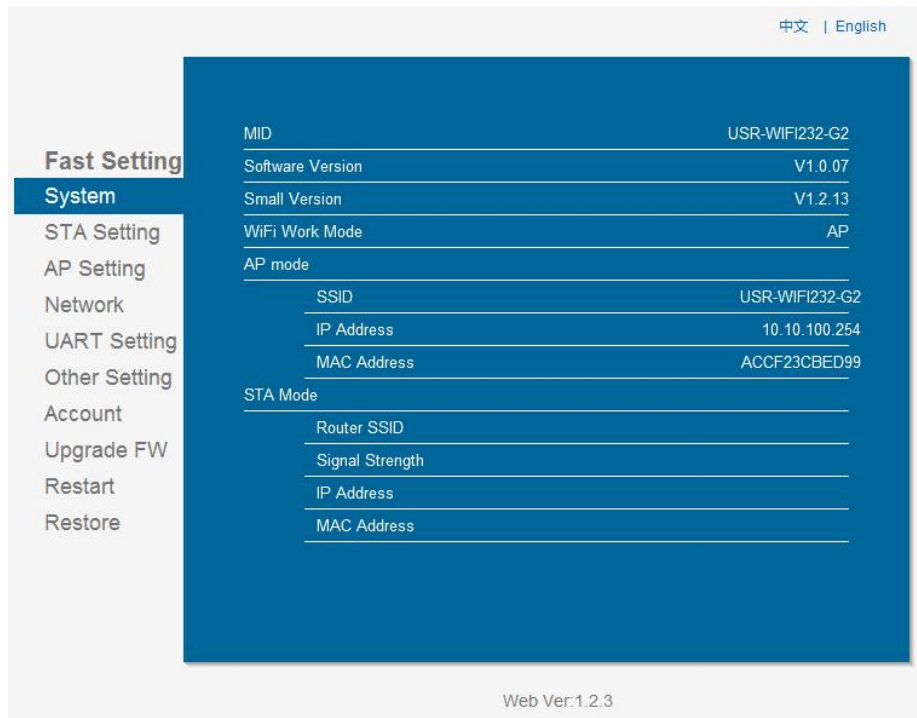 中文 | English
Fast Setting
System
STA Setting
AP Setting
Network
UART Setting
Other Setting
Account
Upgrade FW
Restart
Restore
MID USR-WIFI232-G2
Software Version V1.0.07
Small Version V1.2.13
WiFi Work Mode AP
AP mode
SSID USR-WIFI232-G2
IP Address 10.10.100.254
MAC Address ACCF23CBED99
STA Mode
Router SSID
Signal Strength
IP Address
MAC Address
Web Ver:1.2.3